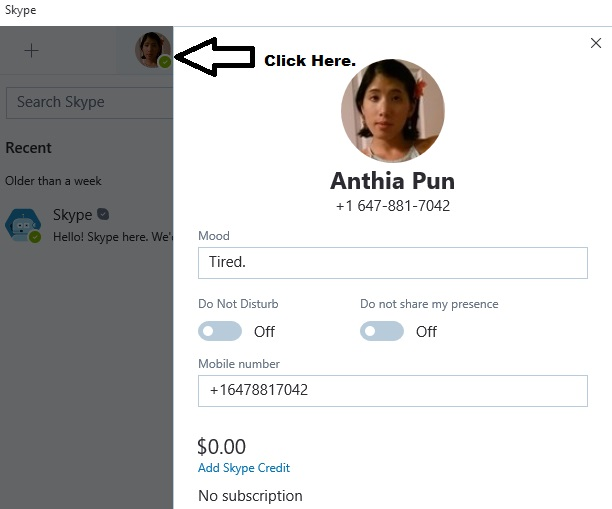 Skype
Click Here.
Search Skype
Recent
Older than a week
Skype
Hello! Skype here. We'd
Anthia Pun
+1 647-881-7042
Mood
Tired.
Do Not Disturb
Do not share my presence
Off
Off
Mobile number
+16478817042
$0.00
Add Skype Credit
No subscription